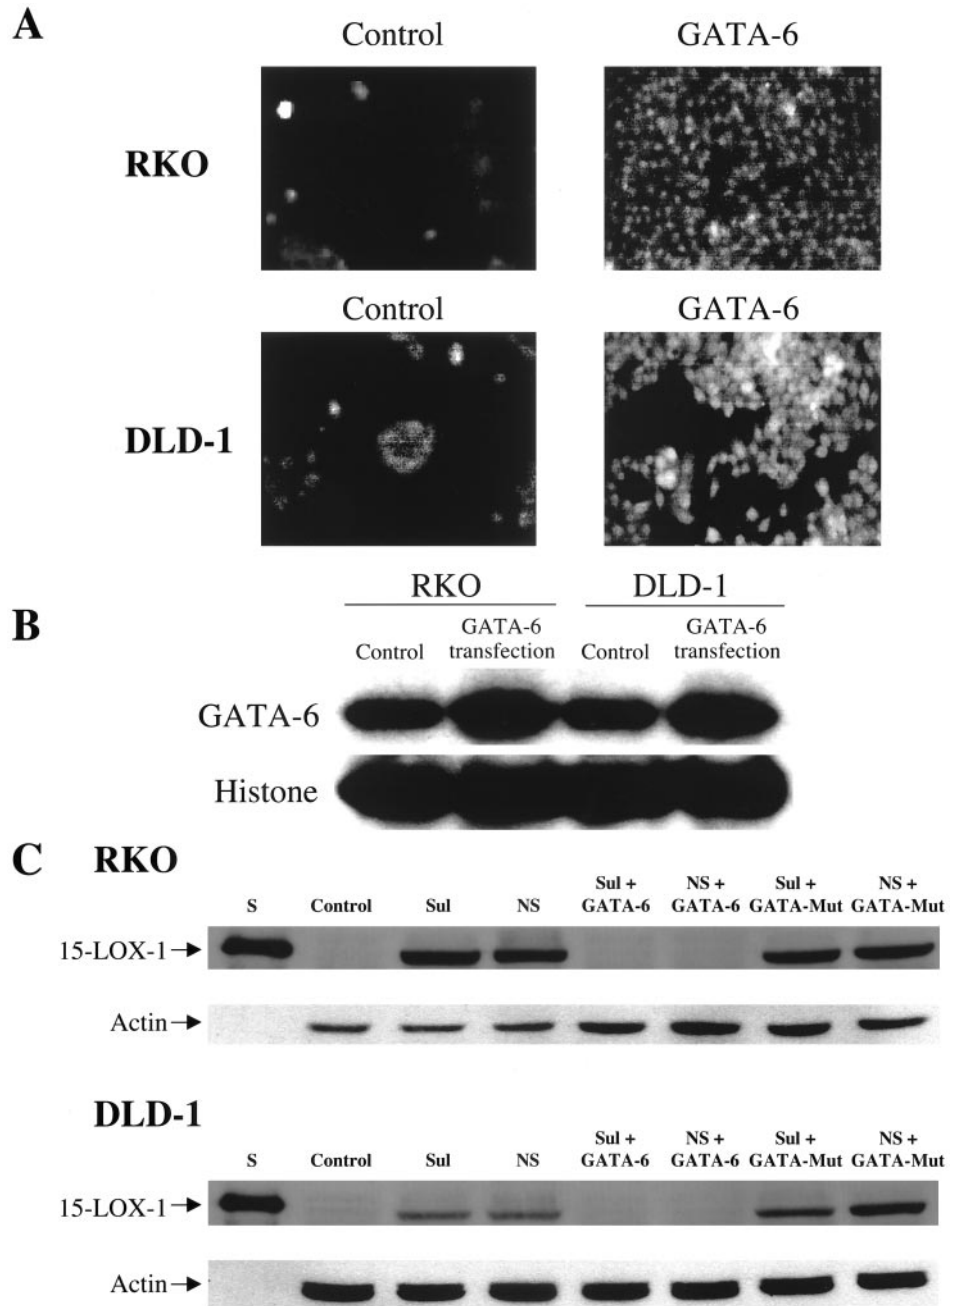 A
Control GATA-6
RKO
Control GATA-6
DLD-1
B
RKO DLD-1
Control GATA-6 transfection Control GATA-6 transfection
GATA-6
Histone
C RKO
S Control Sul NS Sul + GATA-6 NS + GATA-6 Sul + GATA-Mut NS + GATA-Mut
15-LOX-1
Actin
DLD-1
S Control Sul NS Sul + GATA-6 NS + GATA-6 Sul + GATA-Mut NS + GATA-Mut
15-LOX-1
Actin